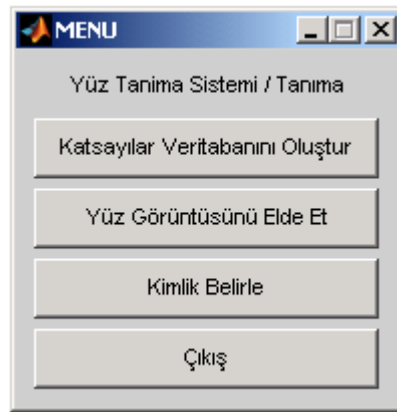 MENU
Yüz Tanima Sistemi / Tanıma
Katsayılar Veritabanını Oluştur
Yüz Görüntüsünü Elde Et
Kimlik Belirle
Çıkış